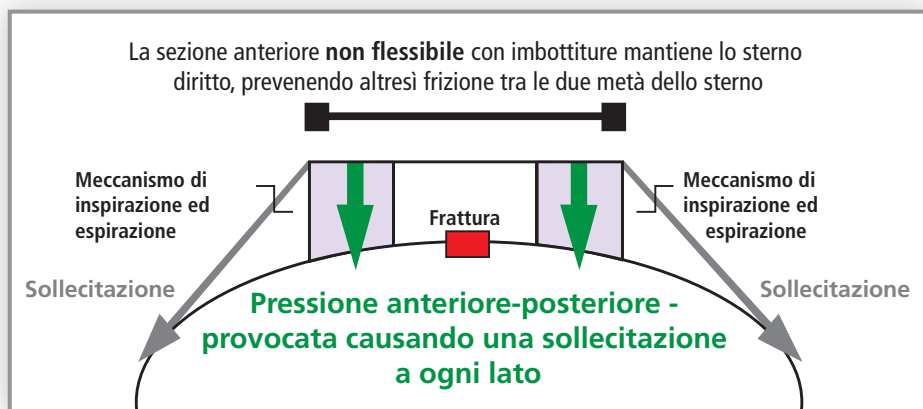 La sezione anteriore non flessibile con imbottiture mantiene lo sterno
diritto, prevenendo altresì frizione tra le due metà dello sterno
Meccanismo di
inspirazione ed
espirazione
Frattura
Meccanismo di
inspirazione ed
espirazione
Sollecitazione
Sollecitazione
Pressione anteriore-posteriore -
provocata causando una sollecitazione
a ogni lato